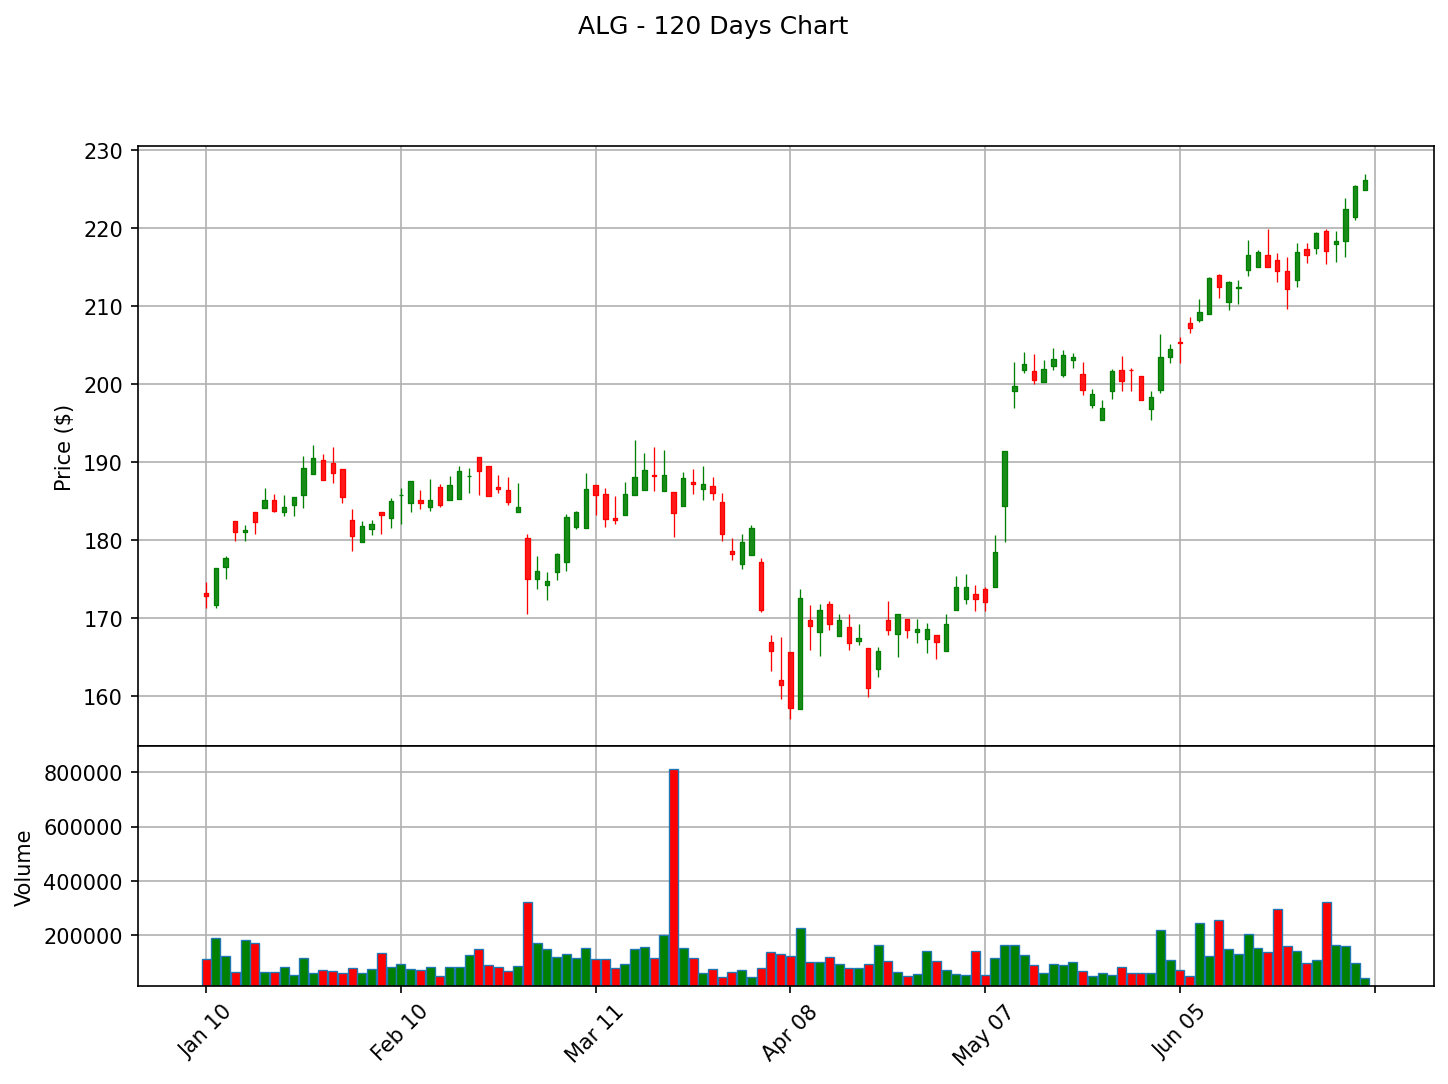 ALG - 120 Days Chart
230
220
210
200
190
180
170
160
Price ($)
800000
600000
400000
200000
Volume
Jan 10
Feb 10
Mar 11
Apr 08
May 07
Jun 05